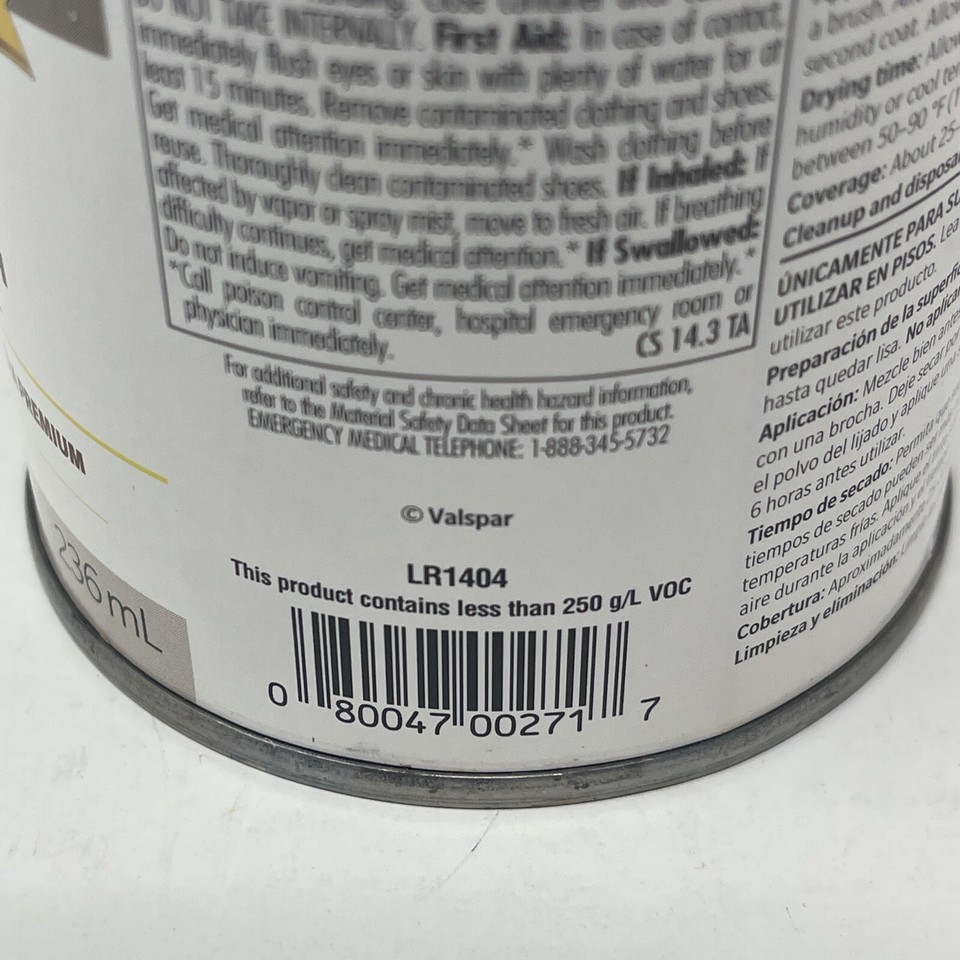 DO NOT TAKE INTERNALLY. First Aid: In case of contact,
immediately flush eyes or skin with plenty of water for at
least 15 minutes. Remove contaminated clothing and shoes.
Get medical attention immediately.* Wash clothing before
reuse. Thoroughly clean contaminated shoes. If Inhaled: If
affected by vapor or spray mist, move to fresh air. If breathing
difficulty continues, get medical attention.* If Swallowed:
Do not induce vomiting. Get medical attention immediately.*
*Call poison control center, hospital emergency room or
physician immediately.
CS 14.3 TA
For additional safety and chronic health hazard information,
refer to the Material Safety Data Sheet for this product.
EMERGENCY MEDICAL TELEPHONE: 1-888-345-5732
© Valspar
LR1404
This product contains less than 250 g/L VOC
0 80047 00271 7
PREMIUM
236 mL
a brush.
second coat.
Drying time:
humidity or cool
between 50–90 °F
Coverage: About
Cleanup and
ÚNICAMENTE PARA
UTILIZAR EN PISOS. Lea
utilizar este producto.
Preparación de la
hasta quedar lisa. No
Aplicación: Mezcle bien
con una brocha. Deje secar
el polvo del lijado y aplique
6 horas antes utilizar.
Tiempo de secado: Permita
tiempos de secado pueden
temperaturas frías. Aplique
aire durante la aplicación y
Cobertura: Aproximadamente
Limpieza y eliminación: